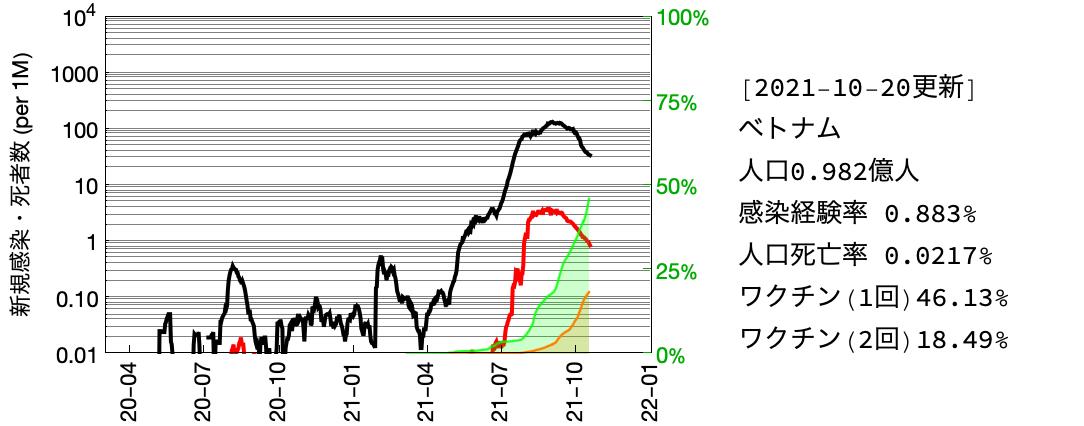 新規感染・死者数 (per 1M)
10⁴
1000
100
10
1
0.10
0.01
100%
75%
50%
25%
0%
20-04
20-07
20-10
21-01
21-04
21-07
21-10
22-01
[2021-10-20更新]
ベトナム
人口0.982億人
感染経験率 0.883%
人口死亡率 0.0217%
ワクチン(1回)46.13%
ワクチン(2回)18.49%